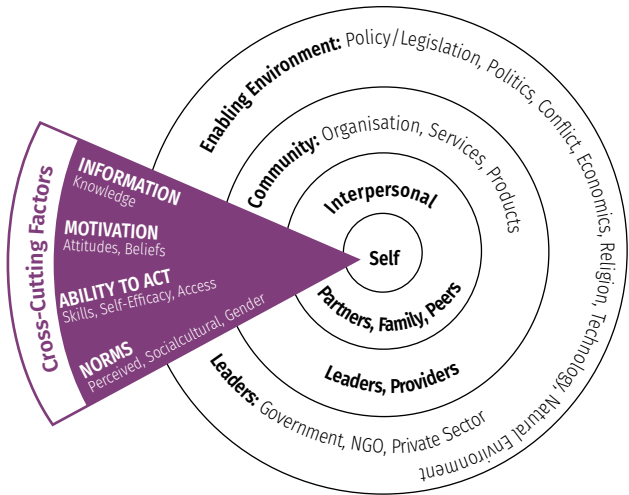 Enabling Environment: Policy/Legislation, Politics, Conflict, Economics, Religion, Technology, Natural Environment
Community: Organisation, Services, Products
Interpersonal
Self
Partners, Family, Peers
Leaders, Providers
Leaders: Government, NGO, Private Sector
Cross-Cutting Factors
INFORMATION
Knowledge
MOTIVATION
Attitudes, Beliefs
ABILITY TO ACT
Skills, Self-Efficacy, Access
NORMS
Perceived, Socialcultural, Gender